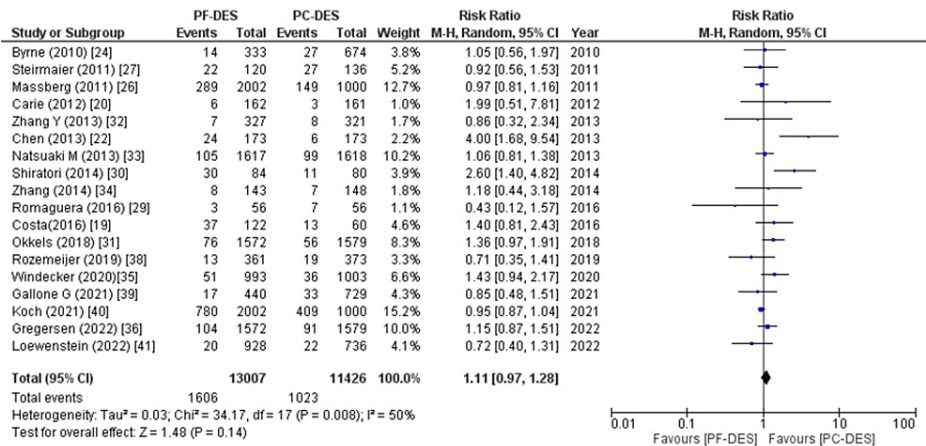 PF-DES PC-DES Risk Ratio Risk Ratio
Study or Subgroup Events Total Events Total Weight M-H, Random, 95% CI Year M-H, Random, 95% CI
Byrne (2010) [24] 14 333 27 674 3.8% 1.05 [0.56, 1.97] 2010
Steirmaier (2011) [27] 22 120 27 136 5.2% 0.92 [0.56, 1.53] 2011
Massberg (2011) [26] 289 2002 149 1000 12.7% 0.97 [0.81, 1.16] 2011
Carie (2012) [20] 6 162 3 161 1.0% 1.99 [0.51, 7.81] 2012
Zhang Y (2013) [32] 7 327 8 321 1.7% 0.86 [0.32, 2.34] 2013
Chen (2013) [22] 24 173 6 173 2.2% 4.00 [1.68, 9.54] 2013
Natsuaki M (2013) [33] 105 1617 99 1618 10.2% 1.06 [0.81, 1.38] 2013
Shiratori (2014) [30] 30 84 11 80 3.9% 2.60 [1.40, 4.82] 2014
Zhang (2014) [34] 8 143 7 148 1.8% 1.18 [0.44, 3.18] 2014
Romaguera (2016) [29] 3 56 7 56 1.1% 0.43 [0.12, 1.57] 2016
Costa(2016) [19] 37 122 13 60 4.6% 1.40 [0.81, 2.43] 2016
Okkels (2018) [31] 76 1572 56 1579 8.3% 1.36 [0.97, 1.91] 2018
Rozemeijer (2019) [38] 13 361 19 373 3.2% 0.71 [0.35, 1.41] 2019
Windecker (2020)[35] 51 993 36 1003 6.6% 1.43 [0.94, 2.17] 2020
Gallone G (2021) [39] 17 440 33 729 4.3% 0.85 [0.48, 1.51] 2021
Koch (2021) [40] 780 2002 409 1000 15.2% 0.95 [0.87, 1.04] 2021
Gregersen (2022) [36] 104 1572 91 1579 10.0% 1.15 [0.87, 1.51] 2022
Loewenstein (2022) [41] 20 928 22 736 4.1% 0.72 [0.40, 1.31] 2022
Total (95% CI) 13007 11426 100.0% 1.11 [0.97, 1.28]
Total events 1606 1023
Heterogeneity: Tau² = 0.03; Chi² = 34.17, df = 17 (P = 0.008); I² = 50%
Test for overall effect: Z = 1.48 (P = 0.14)
0.01 0.1 1 10 100
Favours [PF-DES] Favours [PC-DES]